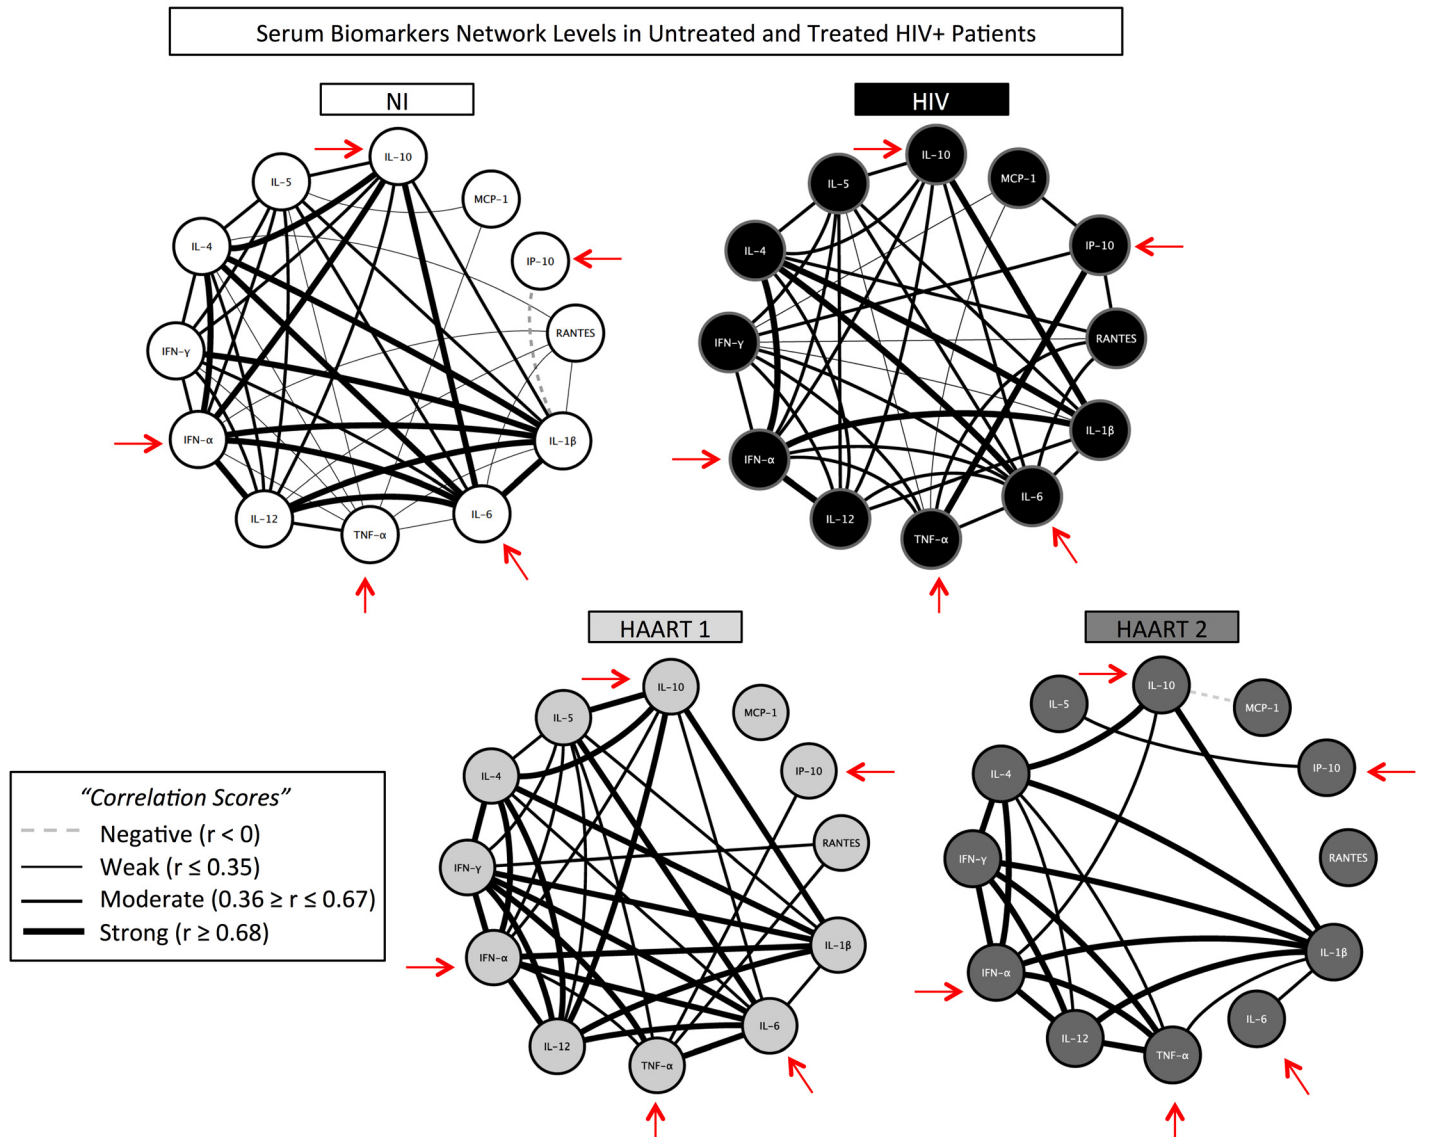 Serum Biomarkers Network Levels in Untreated and Treated HIV+ Patients
NI
IL-10
IL-5
MCP-1
IL-4
IP-10
RANTES
IFN-γ
IFN-α
IL-1β
IL-12
IL-6
TNF-α
HIV
IL-10
IL-5
MCP-1
IL-4
IP-10
RANTES
IFN-γ
IL-1β
IFN-α
IL-6
IL-12
TNF-α
HAART 1
IL-10
IL-5
MCP-1
IL-4
IP-10
RANTES
IFN-γ
IL-1β
IFN-α
IL-6
IL-12
TNF-α
HAART 2
IL-10
IL-5
MCP-1
IL-4
IP-10
IFN-γ
RANTES
IL-1β
IFN-α
IL-6
IL-12
TNF-α
"Correlation Scores"
Negative (r < 0)
Weak (r ≤ 0.35)
Moderate (0.36 ≥ r ≤ 0.67)
Strong (r ≥ 0.68)